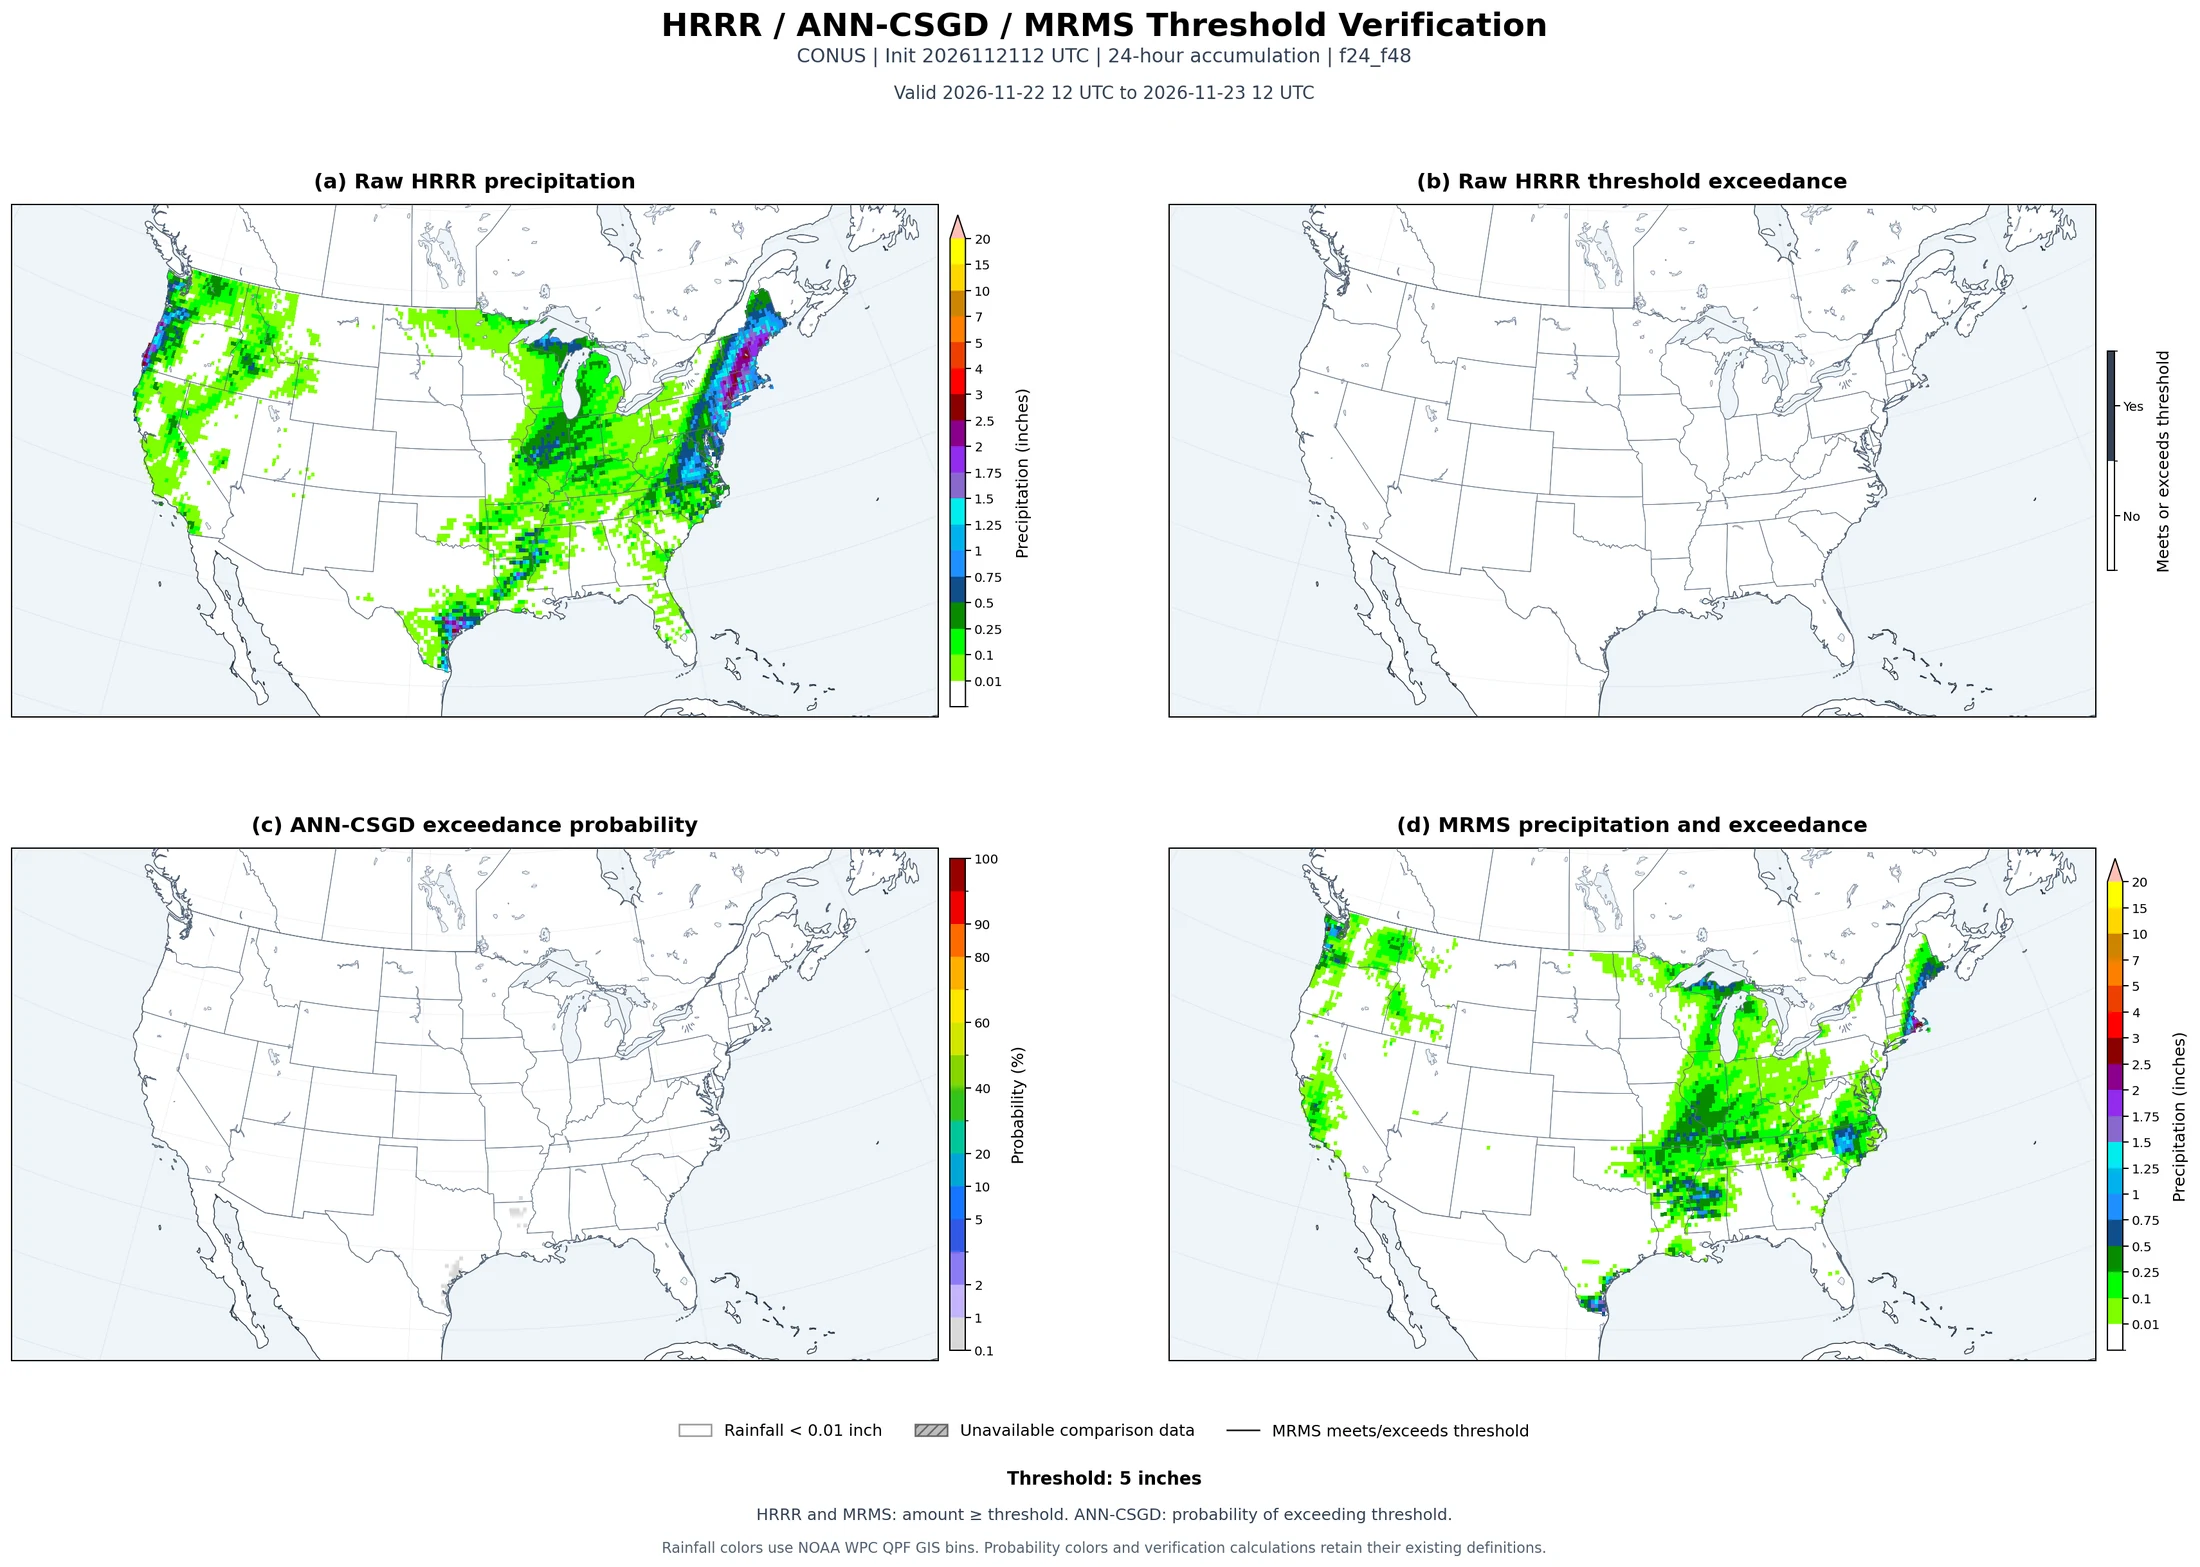 HRRR / ANN-CSGD / MRMS Threshold Verification
CONUS | Init 2026112112 UTC | 24-hour accumulation | f24_f48
Valid 2026-11-22 12 UTC to 2026-11-23 12 UTC
(a) Raw HRRR precipitation
20
15
10
7
5
4
3
2.5
2
1.75
1.5
1.25
1
0.75
0.5
0.25
0.1
0.01
Precipitation (inches)
(b) Raw HRRR threshold exceedance
Yes
No
Meets or exceeds threshold
(c) ANN-CSGD exceedance probability
100
90
80
60
40
20
10
5
2
1
0.1
Probability (%)
(d) MRMS precipitation and exceedance
20
15
10
7
5
4
3
2.5
2
1.75
1.5
1.25
1
0.75
0.5
0.25
0.1
0.01
Precipitation (inches)
Rainfall < 0.01 inch
Unavailable comparison data
MRMS meets/exceeds threshold
Threshold: 5 inches
HRRR and MRMS: amount ≥ threshold. ANN-CSGD: probability of exceeding threshold.
Rainfall colors use NOAA WPC QPF GIS bins. Probability colors and verification calculations retain their existing definitions.